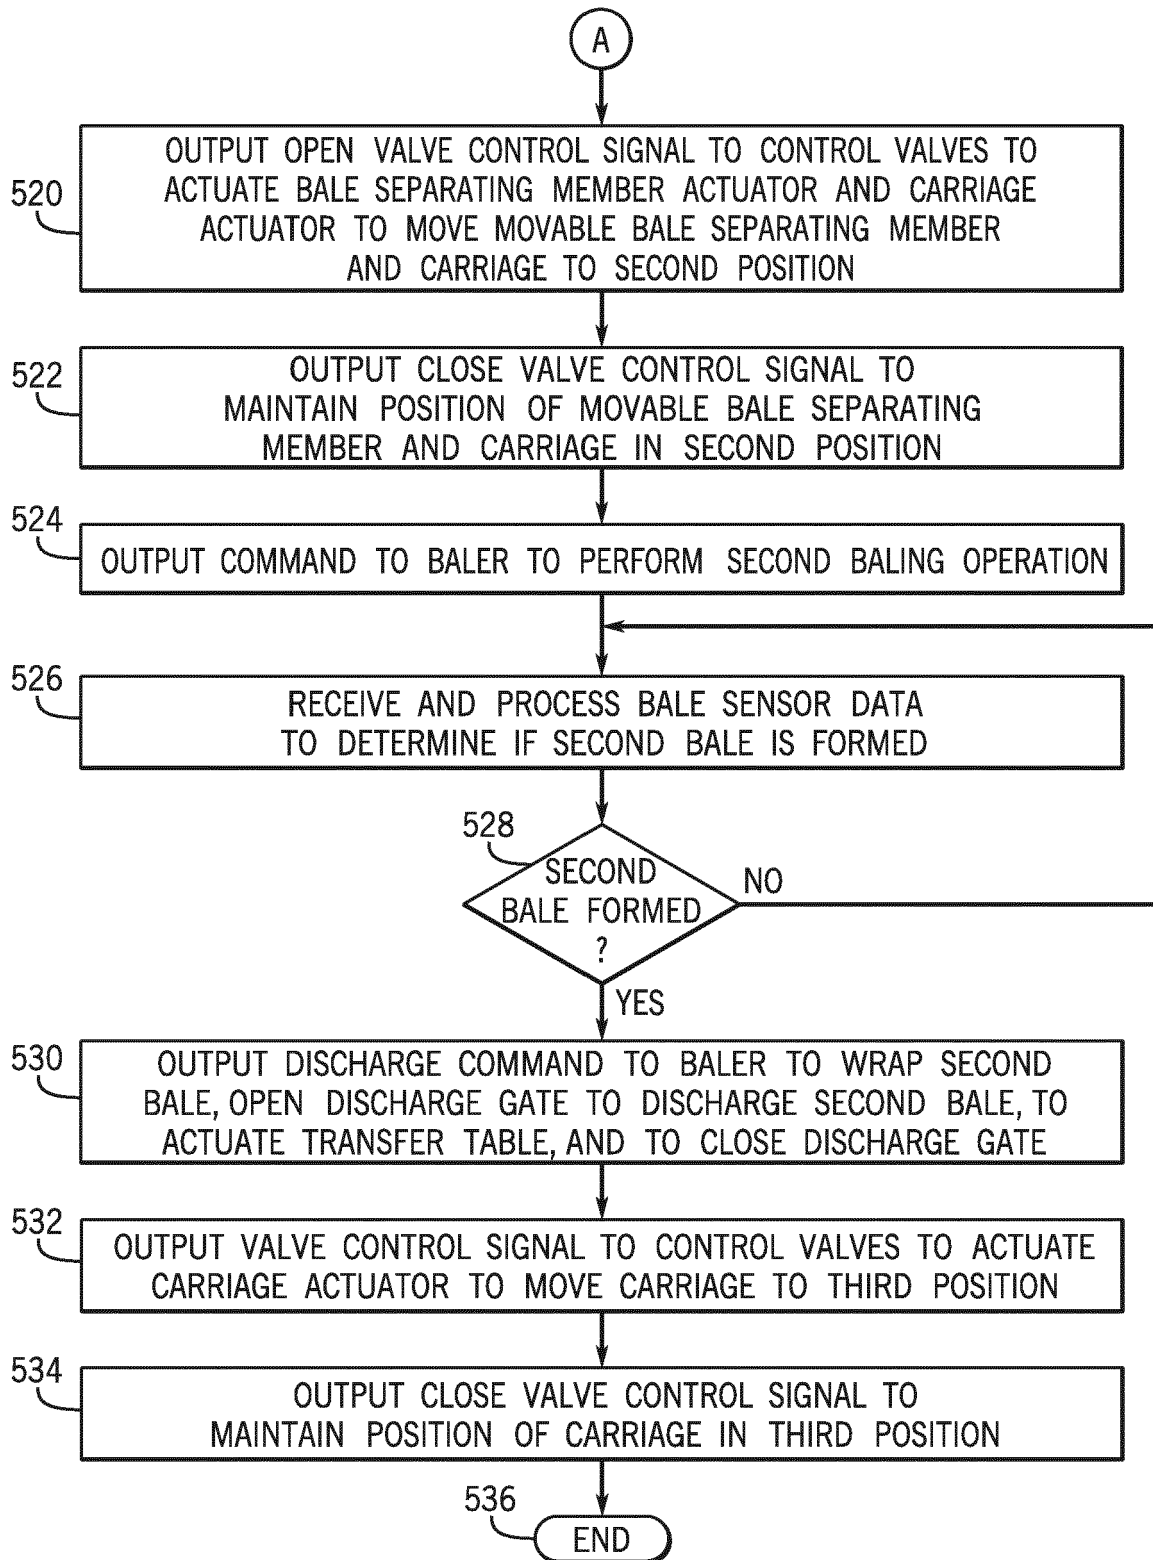 A
520
OUTPUT OPEN VALVE CONTROL SIGNAL TO CONTROL VALVES TO
ACTUATE BALE SEPARATING MEMBER ACTUATOR AND CARRIAGE
ACTUATOR TO MOVE MOVABLE BALE SEPARATING MEMBER
AND CARRIAGE TO SECOND POSITION
522
OUTPUT CLOSE VALVE CONTROL SIGNAL TO
MAINTAIN POSITION OF MOVABLE BALE SEPARATING
MEMBER AND CARRIAGE IN SECOND POSITION
524
OUTPUT COMMAND TO BALER TO PERFORM SECOND BALING OPERATION
526
RECEIVE AND PROCESS BALE SENSOR DATA
TO DETERMINE IF SECOND BALE IS FORMED
528
SECOND
BALE FORMED
?
NO
YES
530
OUTPUT DISCHARGE COMMAND TO BALER TO WRAP SECOND
BALE, OPEN DISCHARGE GATE TO DISCHARGE SECOND BALE, TO
ACTUATE TRANSFER TABLE, AND TO CLOSE DISCHARGE GATE
532
OUTPUT VALVE CONTROL SIGNAL TO CONTROL VALVES TO ACTUATE
CARRIAGE ACTUATOR TO MOVE CARRIAGE TO THIRD POSITION
534
OUTPUT CLOSE VALVE CONTROL SIGNAL TO
MAINTAIN POSITION OF CARRIAGE IN THIRD POSITION
536
END